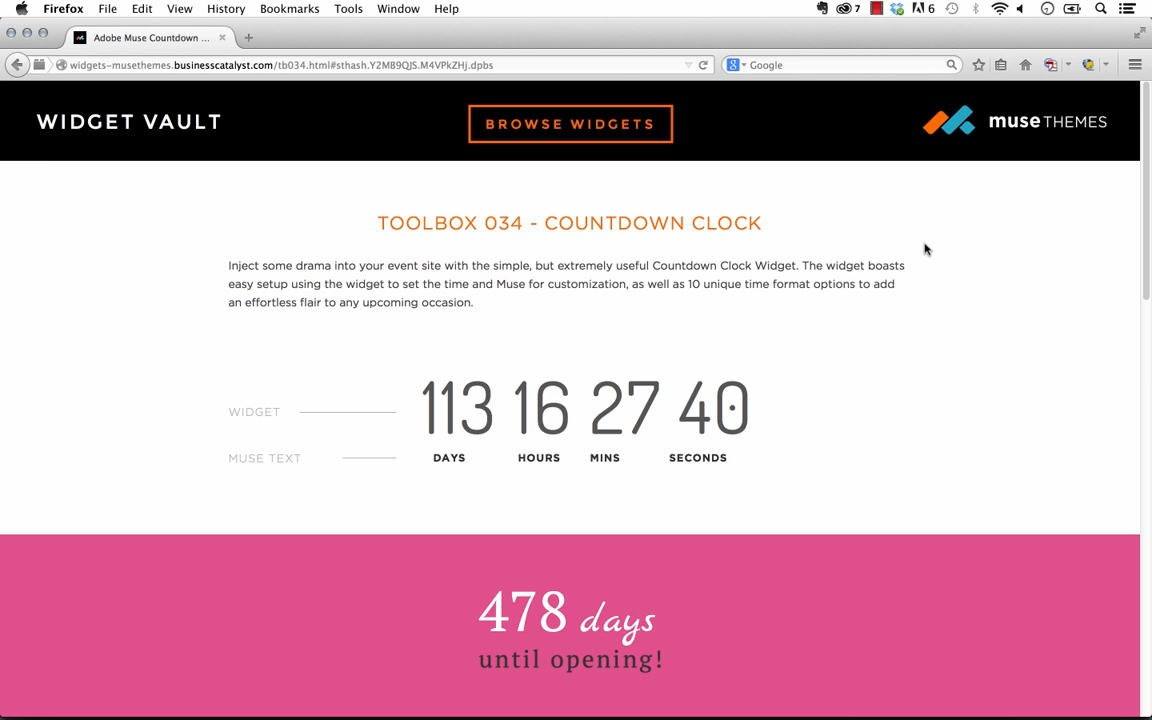 Firefox File Edit View History Bookmarks Tools Window Help 7 6
Adobe Muse Countdown ...
widgets-musethemes.businesscatalyst.com/tb034.html#sthash.Y2MB9QJS.M4VPkZHj.dpbs
Google
WIDGET VAULT
BROWSE WIDGETS
museTHEMES
TOOLBOX 034 - COUNTDOWN CLOCK
Inject some drama into your event site with the simple, but extremely useful Countdown Clock Widget. The widget boasts
easy setup using the widget to set the time and Muse for customization, as well as 10 unique time format options to add
an effortless flair to any upcoming occasion.
WIDGET 113 16 27 40
MUSE TEXT DAYS HOURS MINS SECONDS
478 days
until opening!